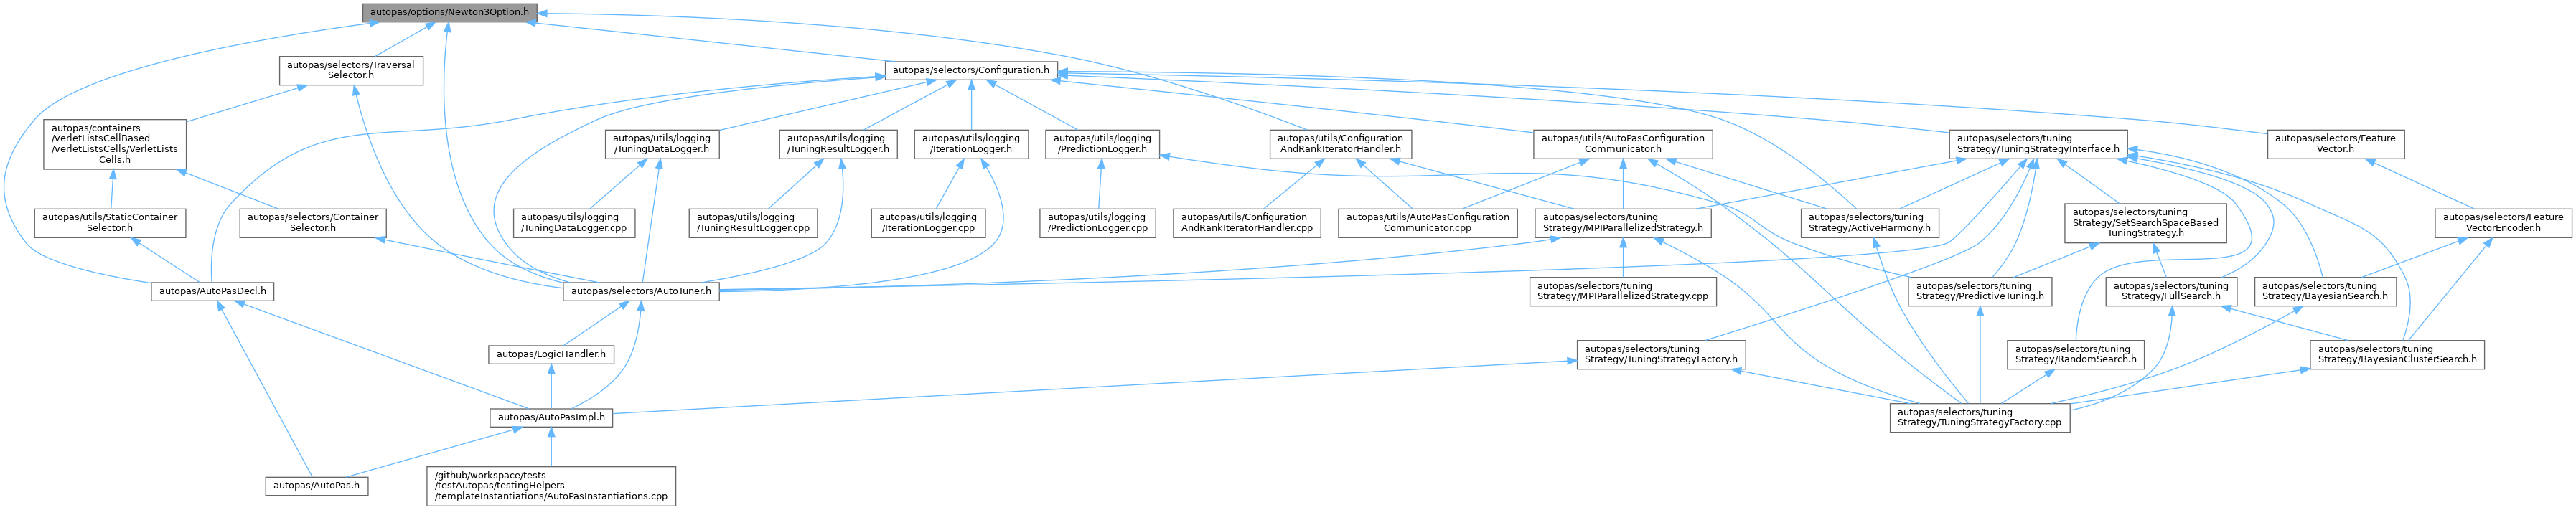 autopas/options/Newton3Option.h
autopas/selectors/Traversal
Selector.h
autopas/selectors/Configuration.h
autopas/containers
/verletListsCellBased
/verletListsCells/VerletLists
Cells.h
autopas/utils/logging
/TuningDataLogger.h
autopas/utils/logging
/TuningResultLogger.h
autopas/utils/logging
/IterationLogger.h
autopas/utils/logging
/PredictionLogger.h
autopas/utils/Configuration
AndRankIteratorHandler.h
autopas/utils/AutoPasConfiguration
Communicator.h
autopas/selectors/tuning
Strategy/TuningStrategyInterface.h
autopas/selectors/Feature
Vector.h
autopas/utils/StaticContainer
Selector.h
autopas/selectors/Container
Selector.h
autopas/utils/logging
/TuningDataLogger.cpp
autopas/utils/logging
/TuningResultLogger.cpp
autopas/utils/logging
/IterationLogger.cpp
autopas/utils/logging
/PredictionLogger.cpp
autopas/utils/Configuration
AndRankIteratorHandler.cpp
autopas/utils/AutoPasConfiguration
Communicator.cpp
autopas/selectors/tuning
Strategy/MPIParallelizedStrategy.h
autopas/selectors/tuning
Strategy/ActiveHarmony.h
autopas/selectors/tuning
Strategy/SetSearchSpaceBased
TuningStrategy.h
autopas/selectors/Feature
VectorEncoder.h
autopas/AutoPasDecl.h
autopas/selectors/AutoTuner.h
autopas/selectors/tuning
Strategy/MPIParallelizedStrategy.cpp
autopas/selectors/tuning
Strategy/PredictiveTuning.h
autopas/selectors/tuning
Strategy/FullSearch.h
autopas/selectors/tuning
Strategy/BayesianSearch.h
autopas/LogicHandler.h
autopas/selectors/tuning
Strategy/TuningStrategyFactory.h
autopas/selectors/tuning
Strategy/RandomSearch.h
autopas/selectors/tuning
Strategy/BayesianClusterSearch.h
autopas/AutoPasImpl.h
autopas/selectors/tuning
Strategy/TuningStrategyFactory.cpp
autopas/AutoPas.h
/github/workspace/tests
/testAutopas/testingHelpers
/templateInstantiations/AutoPasInstantiations.cpp